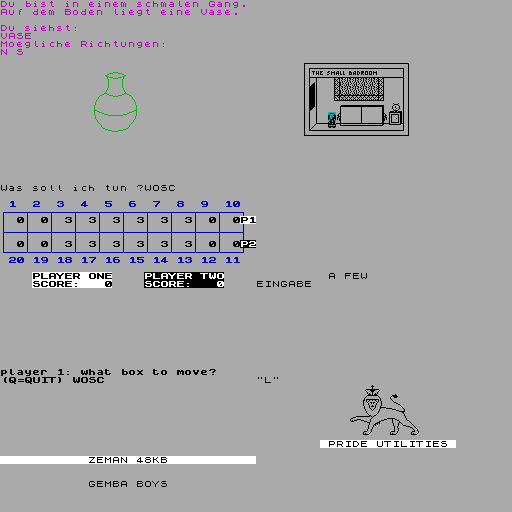 Du bist in einem schmalen Gang.
Auf dem Boden liegt eine Vase.
Du siehst:
VASE
Moegliche Richtungen:
N S
THE SMALL BADROOM
Was soll ich tun ?WOSC
1 2 3 4 5 6 7 8 9 10
0 0 3 3 3 3 3 3 0 0 P1
0 0 3 3 3 3 3 3 0 0 P2
20 19 18 17 16 15 14 13 12 11
PLAYER ONE PLAYER TWO
SCORE: 0 SCORE: 0
A FEW
EINGABE
player 1: what box to move?
(Q=QUIT) WOSC
"L"
PRIDE UTILITIES
ZEMAN 48KB
GEMBA BOYS